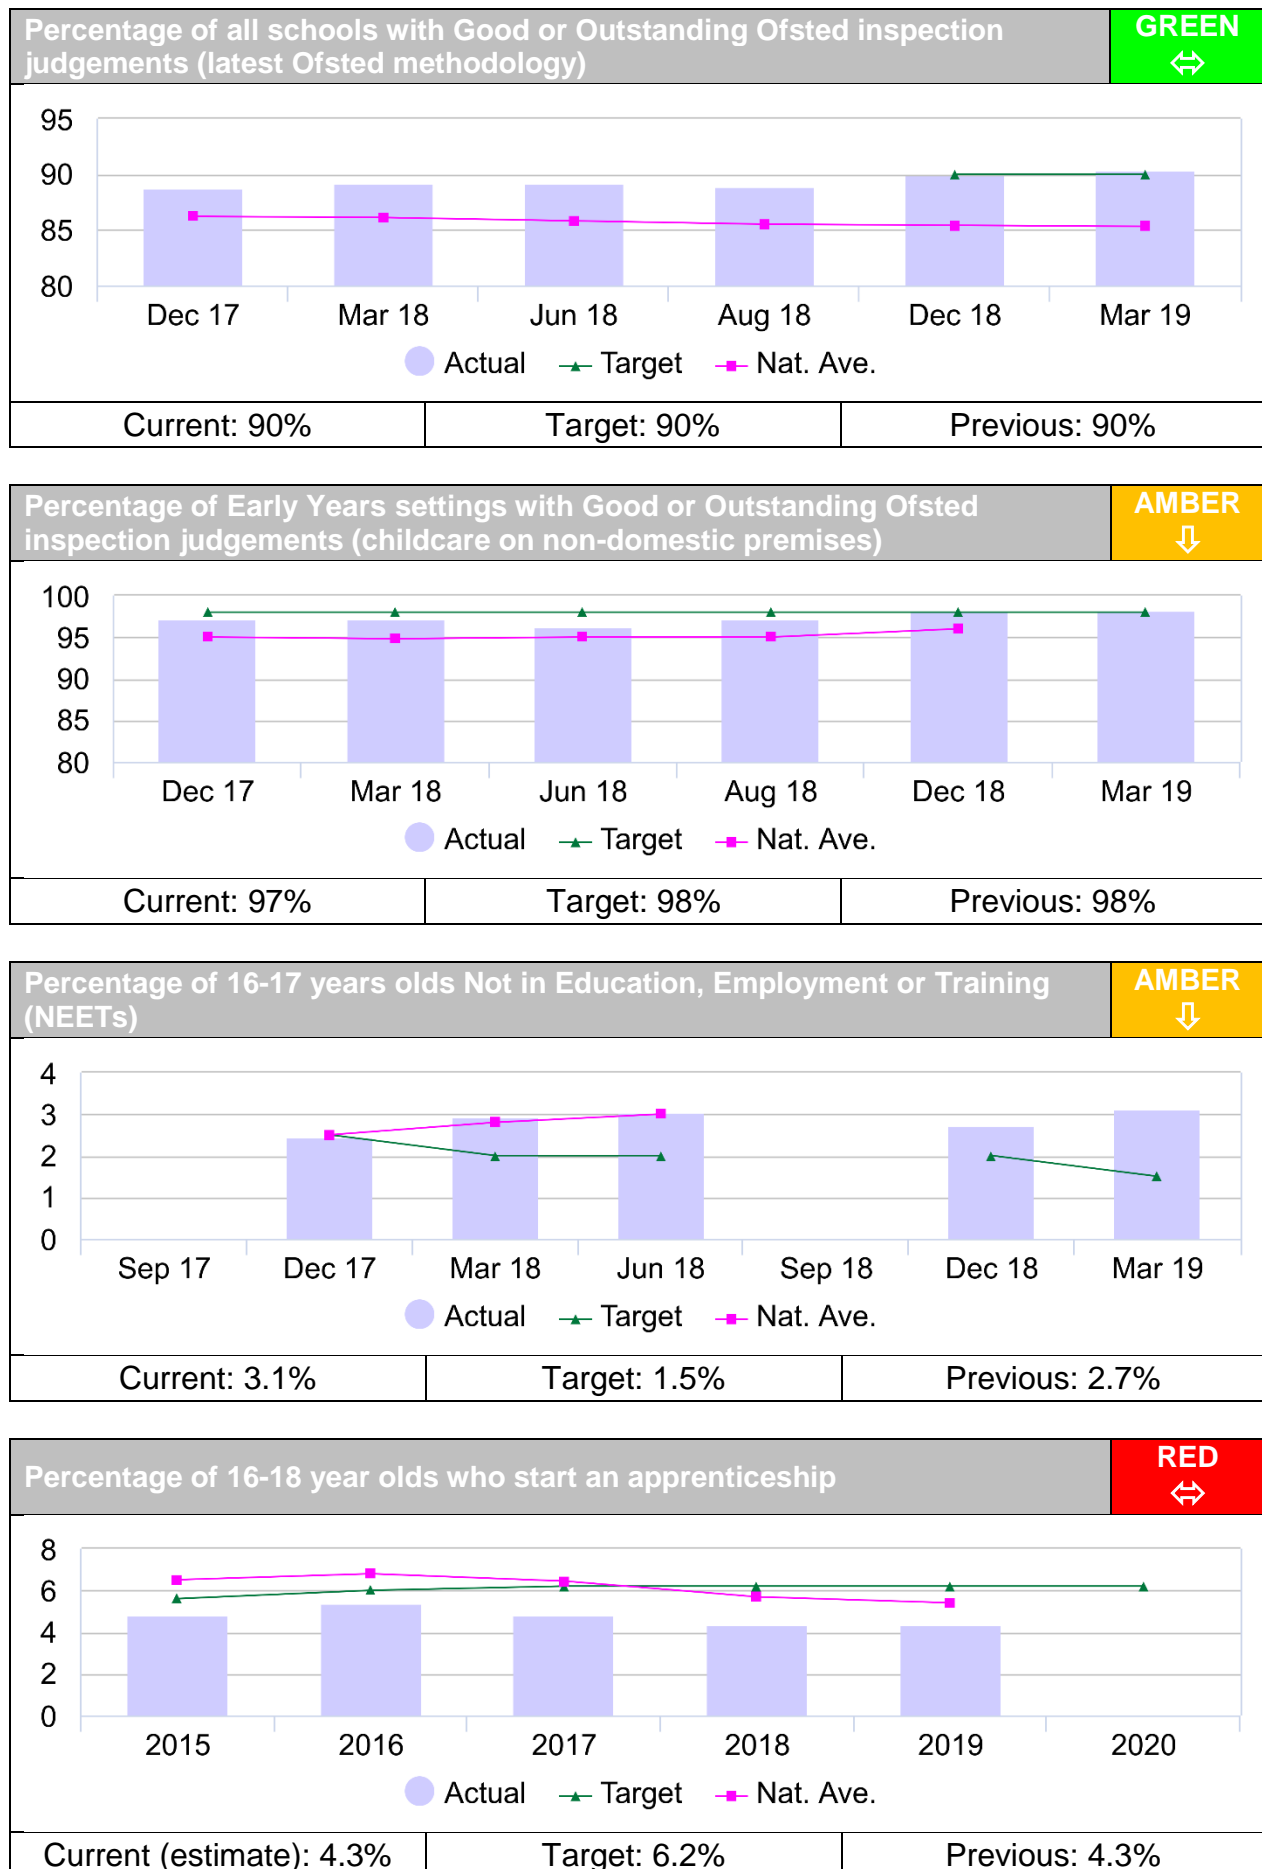 Percentage of all schools with Good or Outstanding Ofsted inspection
judgements (latest Ofsted methodology)
GREEN
⬄
95
90
85
80
Dec 17 Mar 18 Jun 18 Aug 18 Dec 18 Mar 19
Actual Target Nat. Ave.
Current: 90% Target: 90% Previous: 90%
Percentage of Early Years settings with Good or Outstanding Ofsted
inspection judgements (childcare on non-domestic premises)
AMBER
⇩
100
95
90
85
80
Dec 17 Mar 18 Jun 18 Aug 18 Dec 18 Mar 19
Actual Target Nat. Ave.
Current: 97% Target: 98% Previous: 98%
Percentage of 16-17 years olds Not in Education, Employment or Training
(NEETs)
AMBER
⇩
4
3
2
1
0
Sep 17 Dec 17 Mar 18 Jun 18 Sep 18 Dec 18 Mar 19
Actual Target Nat. Ave.
Current: 3.1% Target: 1.5% Previous: 2.7%
Percentage of 16-18 year olds who start an apprenticeship
RED
⬄
8
6
4
2
0
2015 2016 2017 2018 2019 2020
Actual Target Nat. Ave.
Current (estimate): 4.3% Target: 6.2% Previous: 4.3%